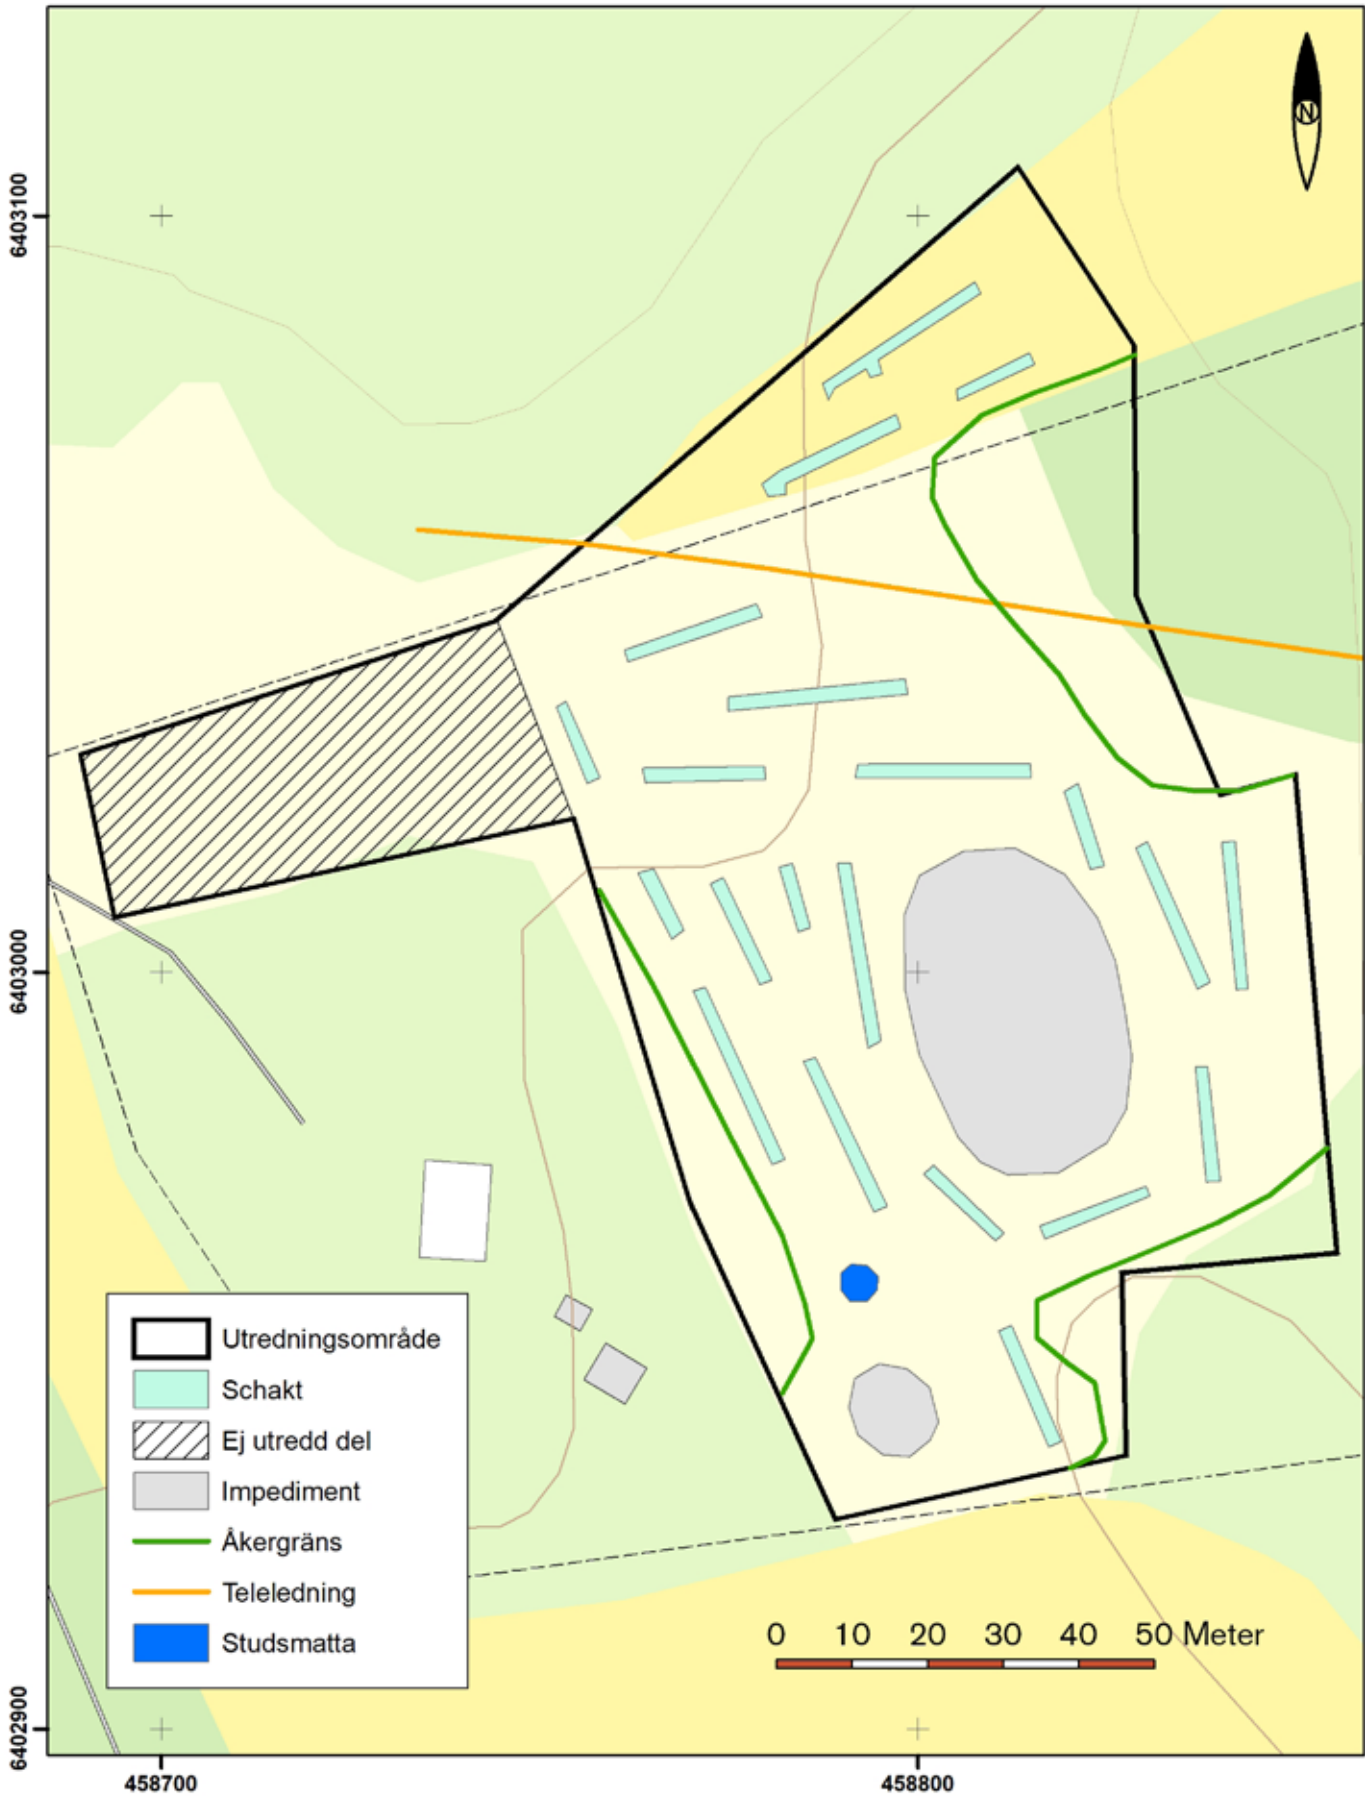 N
6403100
6403000
6402900
Utredningsområde
Schakt
Ej utredd del
Impediment
Åkergräns
Teleledning
Studsmatta
0 10 20 30 40 50 Meter
458700 458800